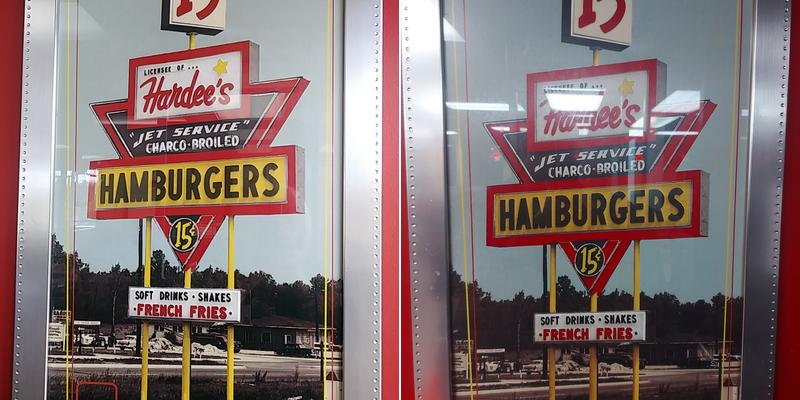 15
LICENSEE OF ...
Hardee's
"JET SERVICE"
CHARCO-BROILED
HAMBURGERS
15¢
SOFT DRINKS · SHAKES
·FRENCH FRIES·
15
LICENSEE OF ...
Hardee's
"JET SERVICE"
CHARCO-BROILED
HAMBURGERS
15¢
SOFT DRINKS · SHAKES
·FRENCH FRIES·